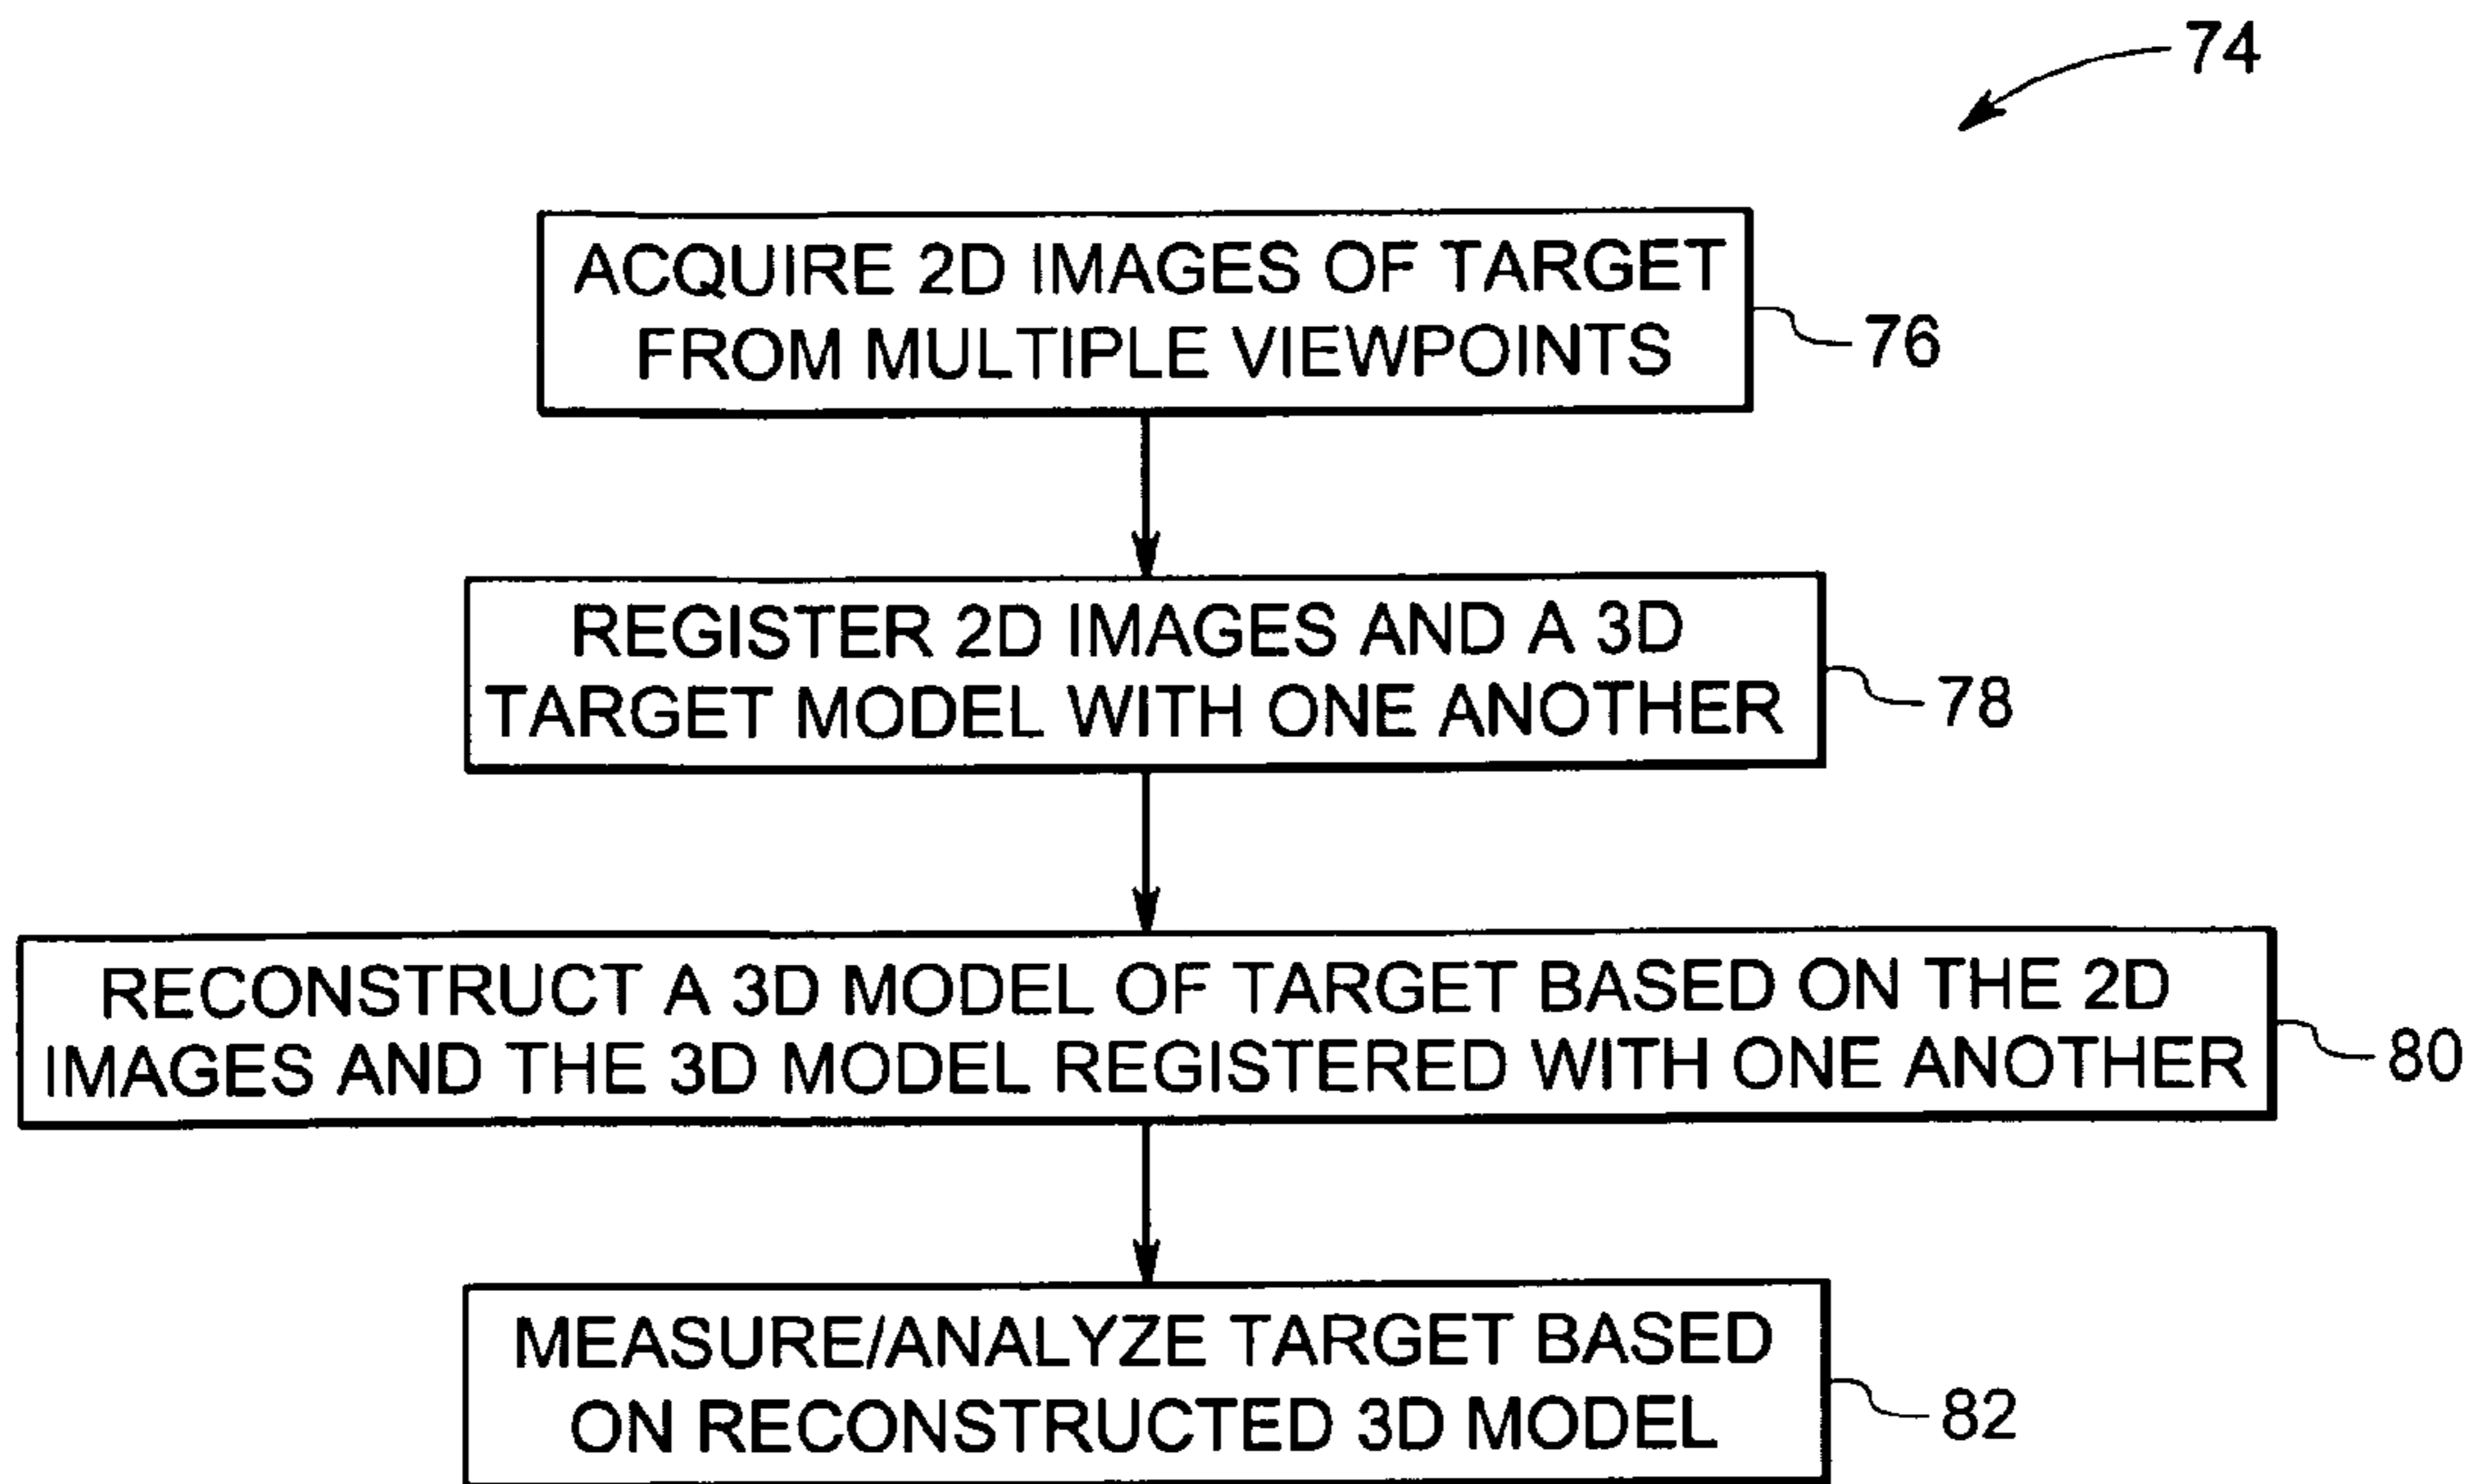 74
ACQUIRE 2D IMAGES OF TARGET
FROM MULTIPLE VIEWPOINTS
76
REGISTER 2D IMAGES AND A 3D
TARGET MODEL WITH ONE ANOTHER
78
RECONSTRUCT A 3D MODEL OF TARGET BASED ON THE 2D
IMAGES AND THE 3D MODEL REGISTERED WITH ONE ANOTHER
80
MEASURE/ANALYZE TARGET BASED
ON RECONSTRUCTED 3D MODEL
82